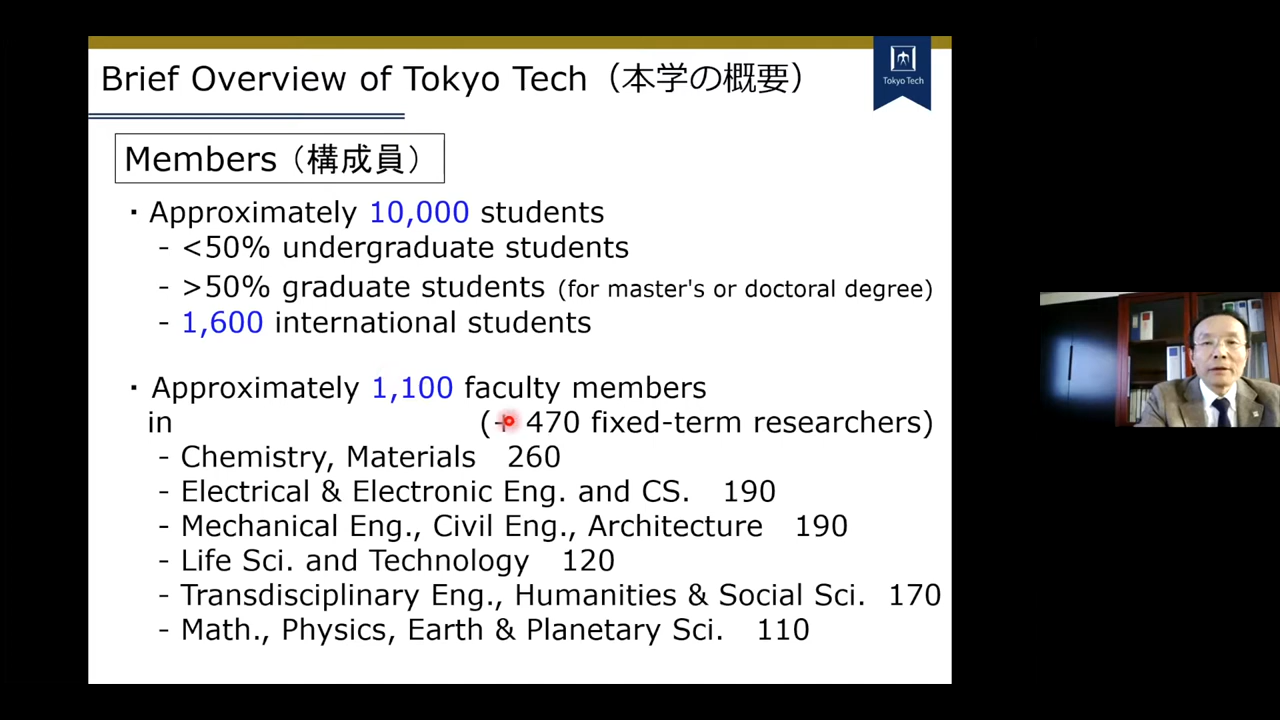 Brief Overview of Tokyo Tech（本学の概要）
Tokyo Tech
Members（構成員）
・Approximately 10,000 students
- <50% undergraduate students
- >50% graduate students (for master's or doctoral degree)
- 1,600 international students
・Approximately 1,100 faculty members
in (+ 470 fixed-term researchers)
- Chemistry, Materials 260
- Electrical & Electronic Eng. and CS. 190
- Mechanical Eng., Civil Eng., Architecture 190
- Life Sci. and Technology 120
- Transdisciplinary Eng., Humanities & Social Sci. 170
- Math., Physics, Earth & Planetary Sci. 110